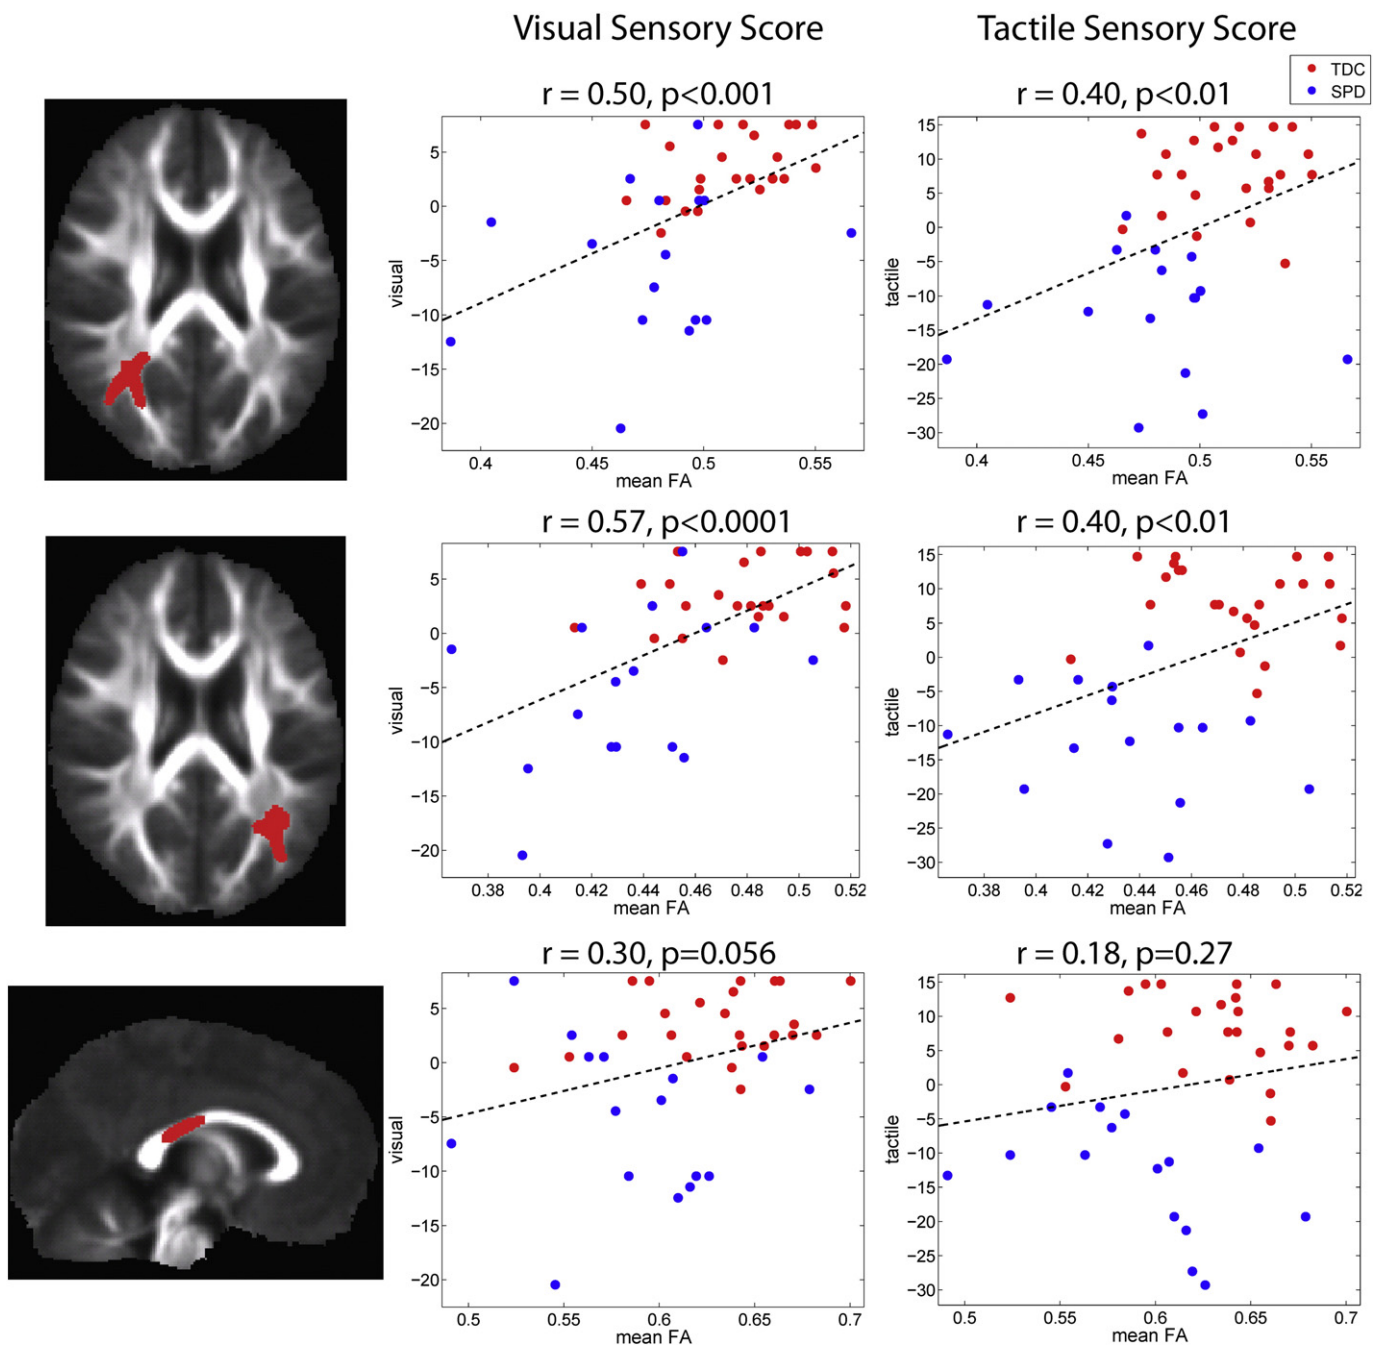 Visual Sensory Score
Tactile Sensory Score
TDC
SPD
r = 0.50, p<0.001
r = 0.40, p<0.01
visual
5
0
−5
−10
−15
−20
0.4 0.45 0.5 0.55
mean FA
tactile
15
10
5
0
−5
−10
−15
−20
−25
−30
0.4 0.45 0.5 0.55
mean FA
r = 0.57, p<0.0001
r = 0.40, p<0.01
visual
5
0
−5
−10
−15
−20
0.38 0.4 0.42 0.44 0.46 0.48 0.5 0.52
mean FA
tactile
15
10
5
0
−5
−10
−15
−20
−25
−30
0.38 0.4 0.42 0.44 0.46 0.48 0.5 0.52
mean FA
r = 0.30, p=0.056
r = 0.18, p=0.27
visual
5
0
−5
−10
−15
−20
0.5 0.55 0.6 0.65 0.7
mean FA
tactile
15
10
5
0
−5
−10
−15
−20
−25
−30
0.5 0.55 0.6 0.65 0.7
mean FA